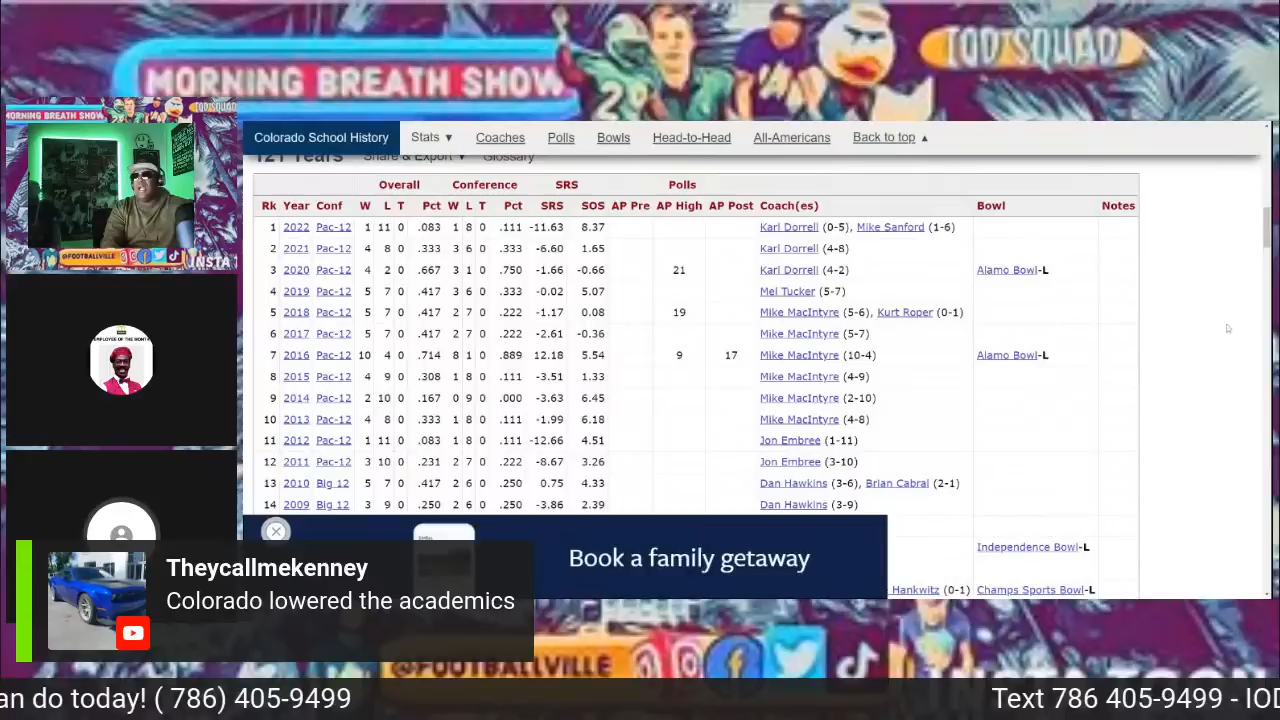 MORNING BREATH SHOW
IOD SQUAD
Colorado School History Stats ▼ Coaches Polls Bowls Head-to-Head All-Americans Back to top ▲
121 Years Share & Export ▼ Glossary
Overall Conference SRS Polls
Rk Year Conf W L T Pct W L T Pct SRS SOS AP Pre AP High AP Post Coach(es) Bowl Notes
1 2022 Pac-12 1 11 0 .083 1 8 0 .111 -11.63 8.37 Karl Dorrell (0-5), Mike Sanford (1-6)
2 2021 Pac-12 4 8 0 .333 3 6 0 .333 -6.60 1.65 Karl Dorrell (4-8)
3 2020 Pac-12 4 2 0 .667 3 1 0 .750 -1.66 -0.66 21 Karl Dorrell (4-2) Alamo Bowl-L
4 2019 Pac-12 5 7 0 .417 3 6 0 .333 -0.02 5.07 Mel Tucker (5-7)
5 2018 Pac-12 5 7 0 .417 2 7 0 .222 -1.17 0.08 19 Mike MacIntyre (5-6), Kurt Roper (0-1)
6 2017 Pac-12 5 7 0 .417 2 7 0 .222 -2.61 -0.36 Mike MacIntyre (5-7)
7 2016 Pac-12 10 4 0 .714 8 1 0 .889 12.18 5.54 9 17 Mike MacIntyre (10-4) Alamo Bowl-L
8 2015 Pac-12 4 9 0 .308 1 8 0 .111 -3.51 1.33 Mike MacIntyre (4-9)
9 2014 Pac-12 2 10 0 .167 0 9 0 .000 -3.63 6.45 Mike MacIntyre (2-10)
10 2013 Pac-12 4 8 0 .333 1 8 0 .111 -1.99 6.18 Mike MacIntyre (4-8)
11 2012 Pac-12 1 11 0 .083 1 8 0 .111 -12.66 4.51 Jon Embree (1-11)
12 2011 Pac-12 3 10 0 .231 2 7 0 .222 -8.67 3.26 Jon Embree (3-10)
13 2010 Big 12 5 7 0 .417 2 6 0 .250 0.75 4.33 Dan Hawkins (3-6), Brian Cabral (2-1)
14 2009 Big 12 3 9 0 .250 2 6 0 .250 -3.86 2.39 Dan Hawkins (3-9)
Independence Bowl-L
Hankwitz (0-1) Champs Sports Bowl-L
Book a family getaway
MORNING BREATH SHOW
@FOOTBALLVILLE
INSTA
EMPLOYEE OF THE MONTH
Theycallmekenney
Colorado lowered the academics
@FOOTBALLVILLE
an do today! ( 786) 405-9499
Text 786 405-9499 - IOD